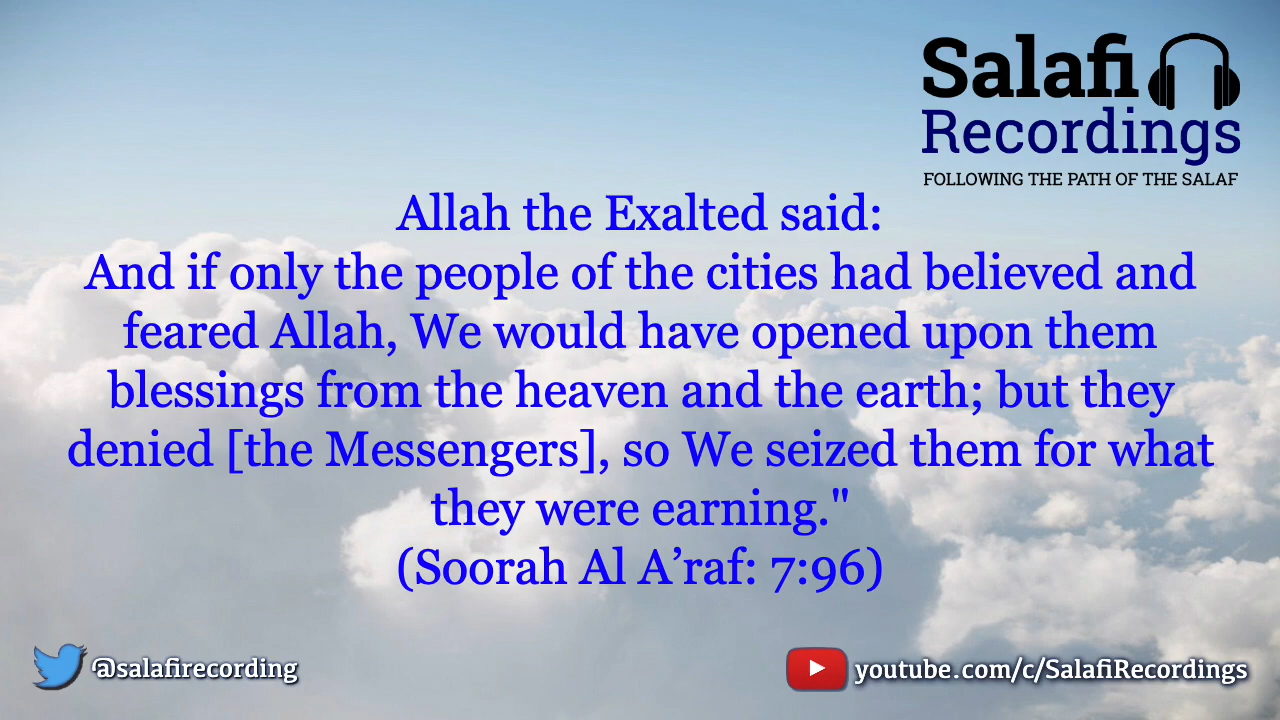 Salafi
Recordings
FOLLOWING THE PATH OF THE SALAF
Allah the Exalted said:
And if only the people of the cities had believed and
feared Allah, We would have opened upon them
blessings from the heaven and the earth; but they
denied [the Messengers], so We seized them for what
they were earning."
(Soorah Al A’raf: 7:96)
@salafirecording
youtube.com/c/SalafiRecordings